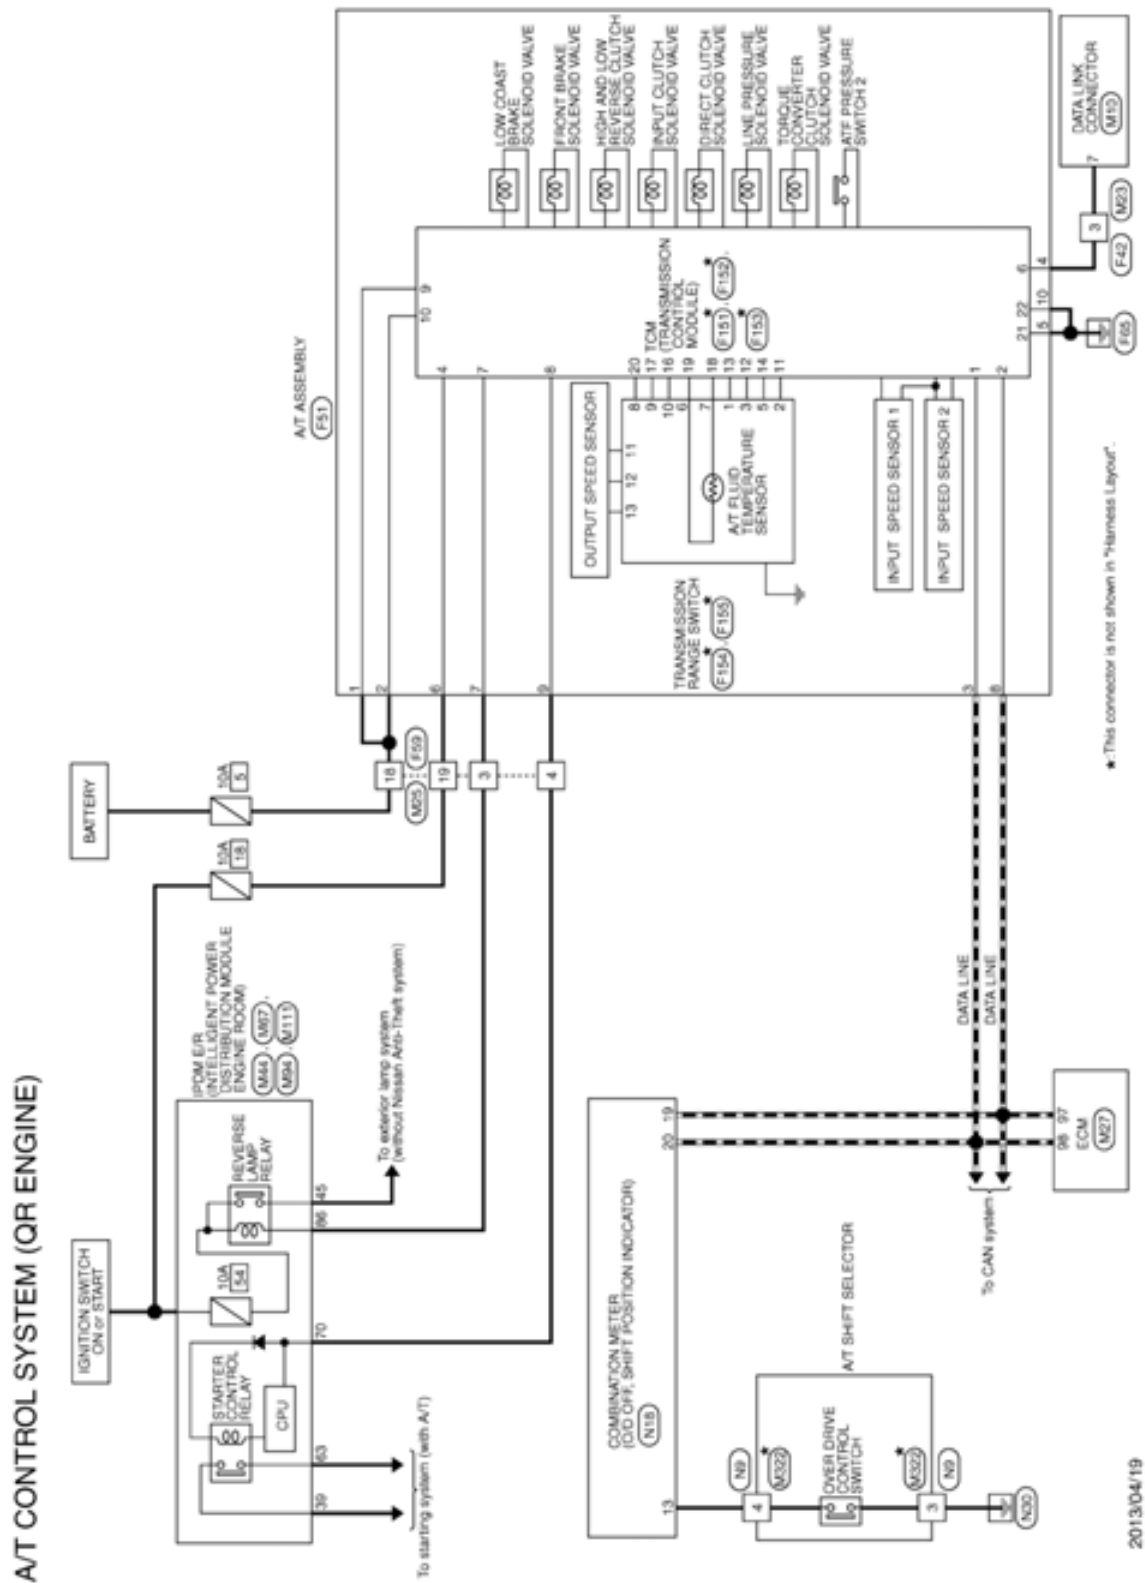 A/T CONTROL SYSTEM (QR ENGINE)
IGNITION SWITCH
ON or START
BATTERY
10A
5
10A
18
IPDM E/R
(INTELLIGENT POWER
DISTRIBUTION MODULE
ENGINE ROOM)
M44 , M67 ,
M94 , M111
STARTER
CONTROL
RELAY
CPU
10A
54
REVERSE
LAMP
RELAY
39
63
70
86
45
To starting system (with A/T)
To exterior lamp system
(without Nissan Anti-Theft system)
18
19
3
4
M25
F59
A/T ASSEMBLY
F51
1
2
6
7
9
3
8
9
10
4
7
8
TCM
(TRANSMISSION
CONTROL
MODULE)
★ ★
F151 , F152 ,
★
F153
LOW COAST
BRAKE
SOLENOID VALVE
FRONT BRAKE
SOLENOID VALVE
HIGH AND LOW
REVERSE CLUTCH
SOLENOID VALVE
INPUT CLUTCH
SOLENOID VALVE
DIRECT CLUTCH
SOLENOID VALVE
LINE PRESSURE
SOLENOID VALVE
TORQUE
CONVERTER
CLUTCH
SOLENOID VALVE
ATF PRESSURE
SWITCH 2
OUTPUT SPEED SENSOR
13 12 11
8 20
9 17
10 16
6 19
7 18
1 13
3 12
5 14
2 11
A/T FLUID
TEMPERATURE
SENSOR
TRANSMISSION
RANGE SWITCH
★ ★
F154 , F155
INPUT SPEED SENSOR 1
INPUT SPEED SENSOR 2
1
2
21 22 6
5 10 4
F65
F42
3
M23
7
DATA LINK
CONNECTOR
M10
DATA LINE
DATA LINE
COMBINATION METER
(O/D OFF, SHIFT POSITION INDICATOR)
N18
13
20 19
To CAN system
98 97
ECM
M27
A/T SHIFT SELECTOR
N9
4
★
M322
OVER DRIVE
CONTROL
SWITCH
★
M322
3
N9
N30
★: This connector is not shown in "Harness Layout".
2013/04/19